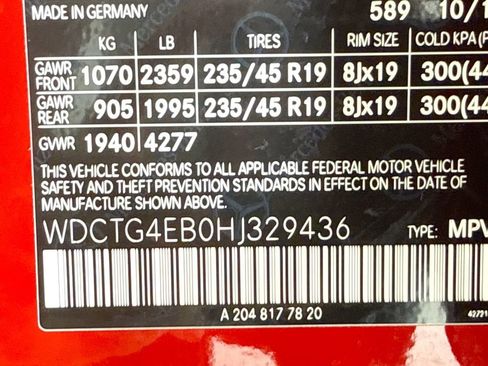 MADE IN GERMANY 589 10/1
KG LB TIRES RIM SIZE COLD KPA(P
GAWR FRONT 1070 2359 235/45 R19 8Jx19 300(44
GAWR REAR 905 1995 235/45 R19 8Jx19 300(44
GVWR 1940 4277
THIS VEHICLE CONFORMS TO ALL APPLICABLE FEDERAL MOTOR VEHICLE
SAFETY AND THEFT PREVENTION STANDARDS IN EFFECT ON THE DATE
OF MANUFACTURE SHOWN ABOVE.
WDCTG4EB0HJ329436 TYPE: MPV
A 204 817 78 20 42721